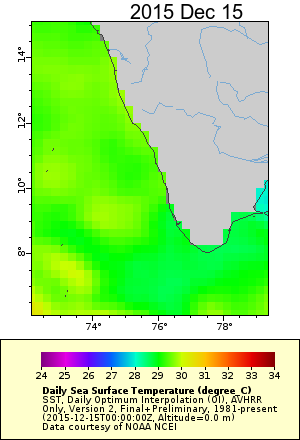 2015 Dec 15
14°
12°
10°
8°
74°
76°
78°
24 25 26 27 28 29 30 31 32 33 34
Daily Sea Surface Temperature (degree_C)
SST, Daily Optimum Interpolation (OI), AVHRR
Only, Version 2, Final+Preliminary, 1981-present
(2015-12-15T00:00:00Z, Altitude=0.0 m)
Data courtesy of NOAA NCEI